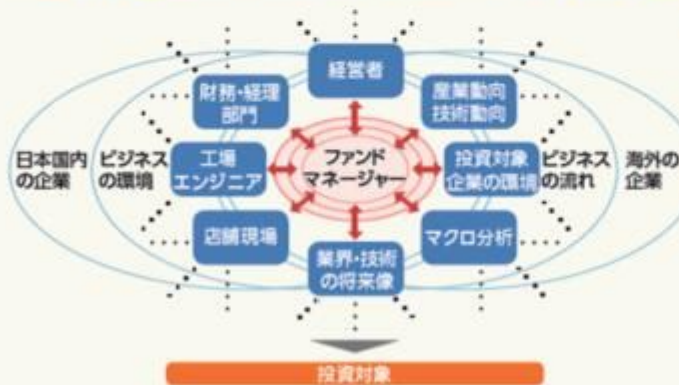 経営者
財務・経理
部門
産業動向
技術動向
日本国内
の企業
ビジネス
の環境
工場
エンジニア
ファンド
マネージャー
投資対象
企業の環境
ビジネス
の流れ
海外の
企業
店舗現場
業界・技術
の将来像
マクロ分析
投資対象